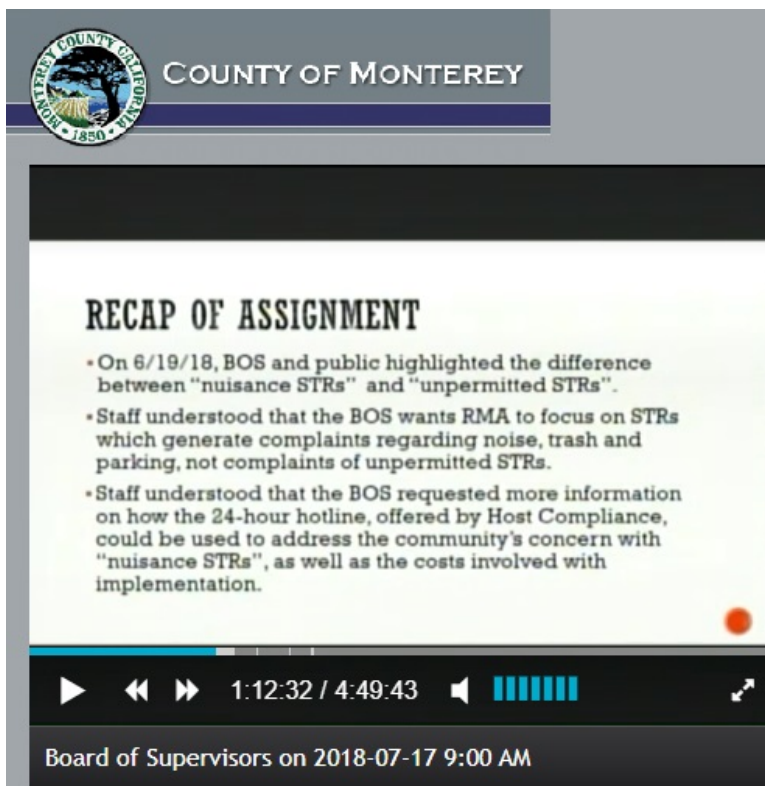 MONTEREY COUNTY CALIFORNIA
• 1850 •
COUNTY OF MONTEREY
RECAP OF ASSIGNMENT
• On 6/19/18, BOS and public highlighted the difference
between “nuisance STRs” and “unpermitted STRs”.
• Staff understood that the BOS wants RMA to focus on STRs
which generate complaints regarding noise, trash and
parking, not complaints of unpermitted STRs.
• Staff understood that the BOS requested more information
on how the 24-hour hotline, offered by Host Compliance,
could be used to address the community’s concern with
“nuisance STRs”, as well as the costs involved with
implementation.
1:12:32 / 4:49:43
Board of Supervisors on 2018-07-17 9:00 AM